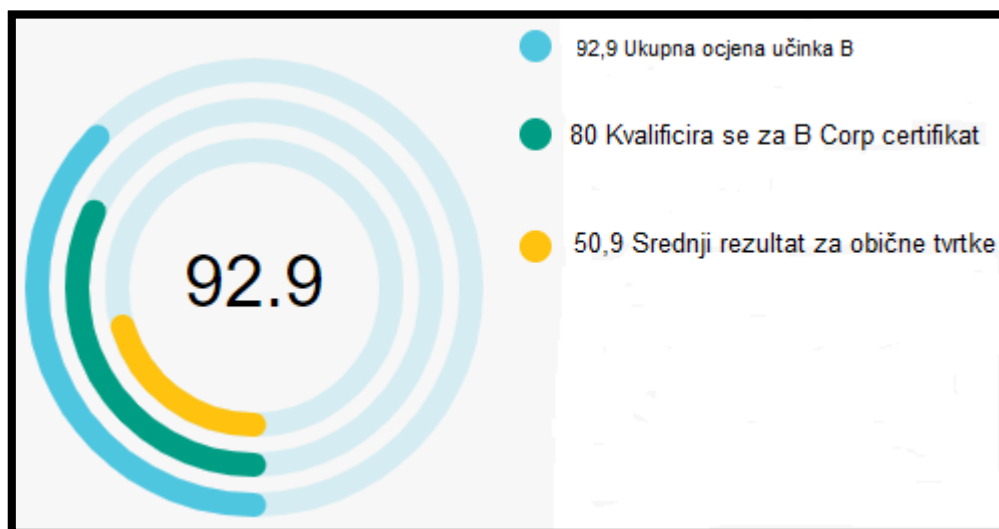 92.9
92,9 Ukupna ocjena učinka B
80 Kvalificira se za B Corp certifikat
50,9 Srednji rezultat za obične tvrtke